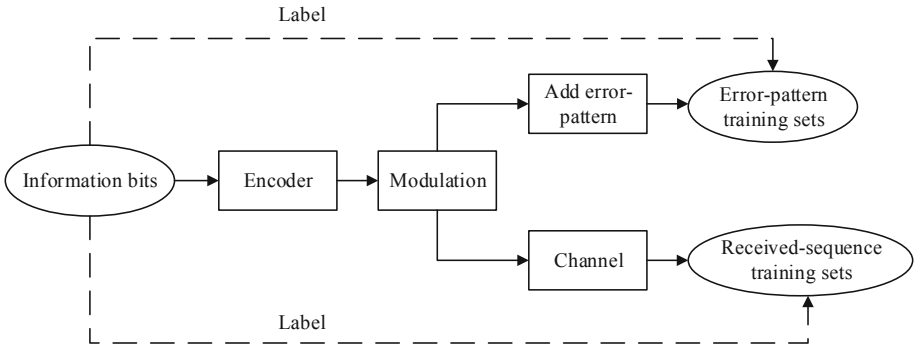 Label
Add error-
pattern
Error-pattern
training sets
Information bits
Encoder
Modulation
Channel
Received-sequence
training sets
Label